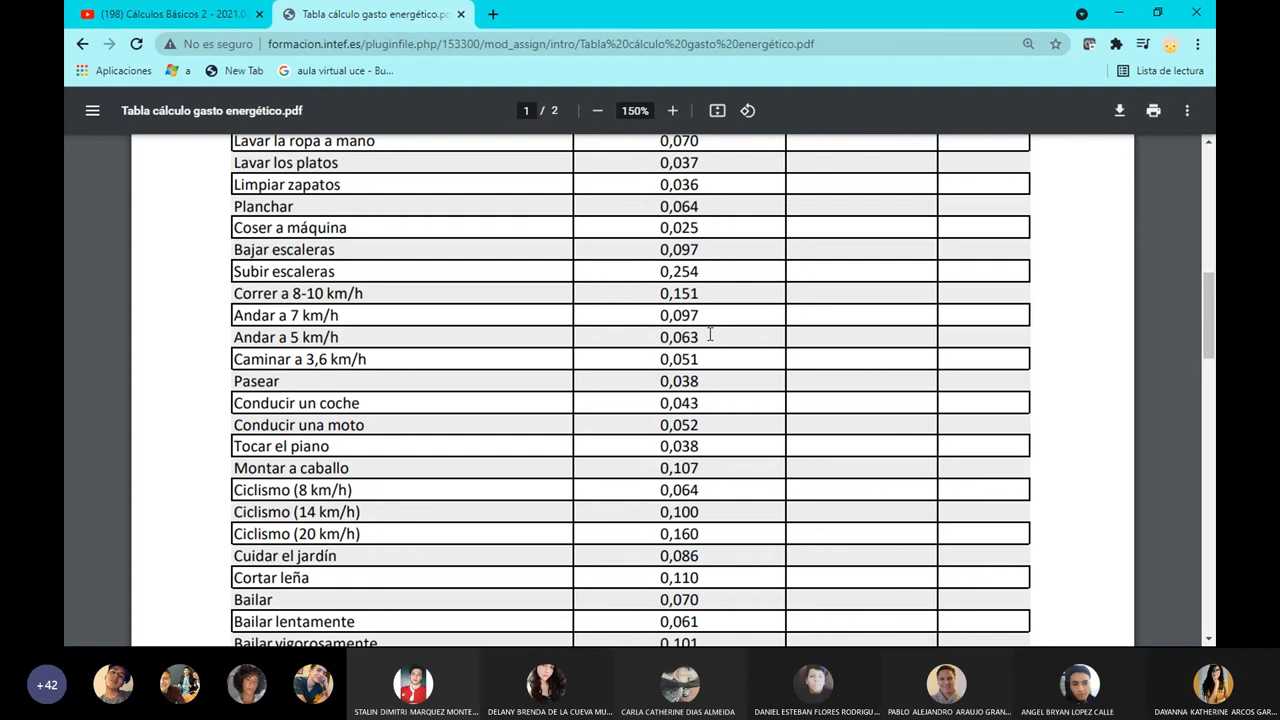 (198) Cálculos Básicos 2 - 2021.0
Tabla cálculo gasto energético.pd
No es seguro
formacion.intef.es/pluginfile.php/153300/mod_assign/intro/Tabla%20cálculo%20gasto%20energético.pdf
Aplicaciones
a
New Tab
aula virtual uce - Bu...
Lista de lectura
Tabla cálculo gasto energético.pdf
1 / 2
150%
Lavar la ropa a mano 0,070
Lavar los platos 0,037
Limpiar zapatos 0,036
Planchar 0,064
Coser a máquina 0,025
Bajar escaleras 0,097
Subir escaleras 0,254
Correr a 8-10 km/h 0,151
Andar a 7 km/h 0,097
Andar a 5 km/h 0,063
Caminar a 3,6 km/h 0,051
Pasear 0,038
Conducir un coche 0,043
Conducir una moto 0,052
Tocar el piano 0,038
Montar a caballo 0,107
Ciclismo (8 km/h) 0,064
Ciclismo (14 km/h) 0,100
Ciclismo (20 km/h) 0,160
Cuidar el jardín 0,086
Cortar leña 0,110
Bailar 0,070
Bailar lentamente 0,061
Bailar vigorosamente 0,101
+42
STALIN DIMITRI MARQUEZ MONTE...
DELANY BRENDA DE LA CUEVA MU...
CARLA CATHERINE DIAS ALMEIDA
DANIEL ESTEBAN FLORES RODRIGU...
PABLO ALEJANDRO ARAUJO GRAN...
ANGEL BRYAN LOPEZ CALLE
DAYANNA KATHERINE ARCOS GAR...